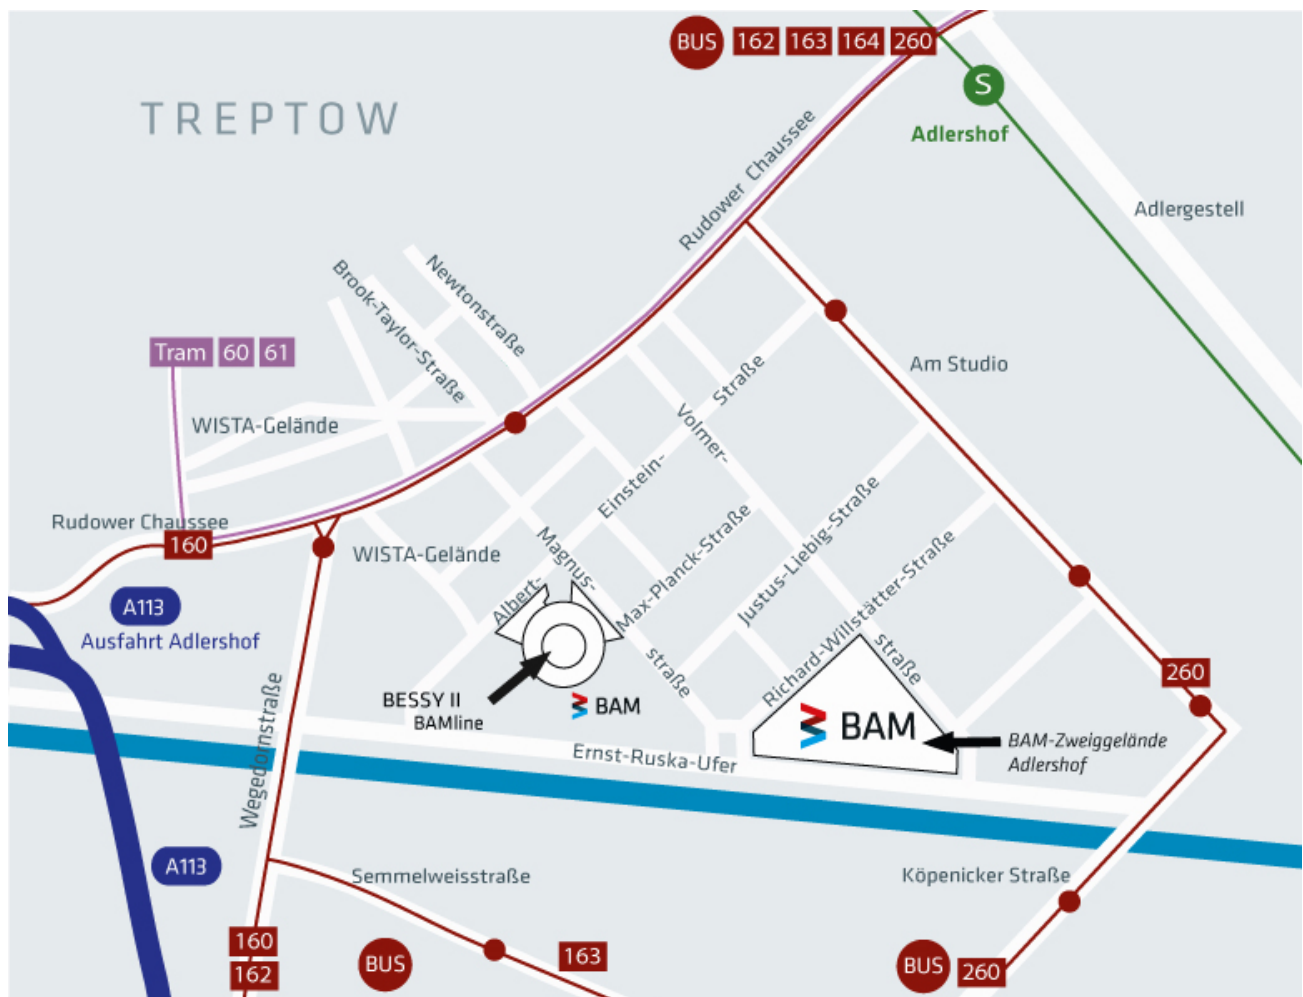 BUS 162 163 164 260
S
TREPTOW
Adlershof
Rudower Chaussee
Adlergestell
Newtonstraße
Brook-Taylor-Straße
Tram 60 61
Am Studio
WISTA-Gelände
Volmer-
straße
Albert-
Einstein-
Straße
Rudower Chaussee
160
WISTA-Gelände
Magnus-
straße
Max-Planck-Straße
Justus-Liebig-Straße
Richard-Willstätter-Straße
A113
Ausfahrt Adlershof
260
BESSY II
BAMline
BAM
BAM
BAM-Zweiggelände
Adlershof
Ernst-Ruska-Ufer
Wegedornstraße
A113
Semmelweisstraße
Köpenicker Straße
160
162
BUS
163
BUS
260